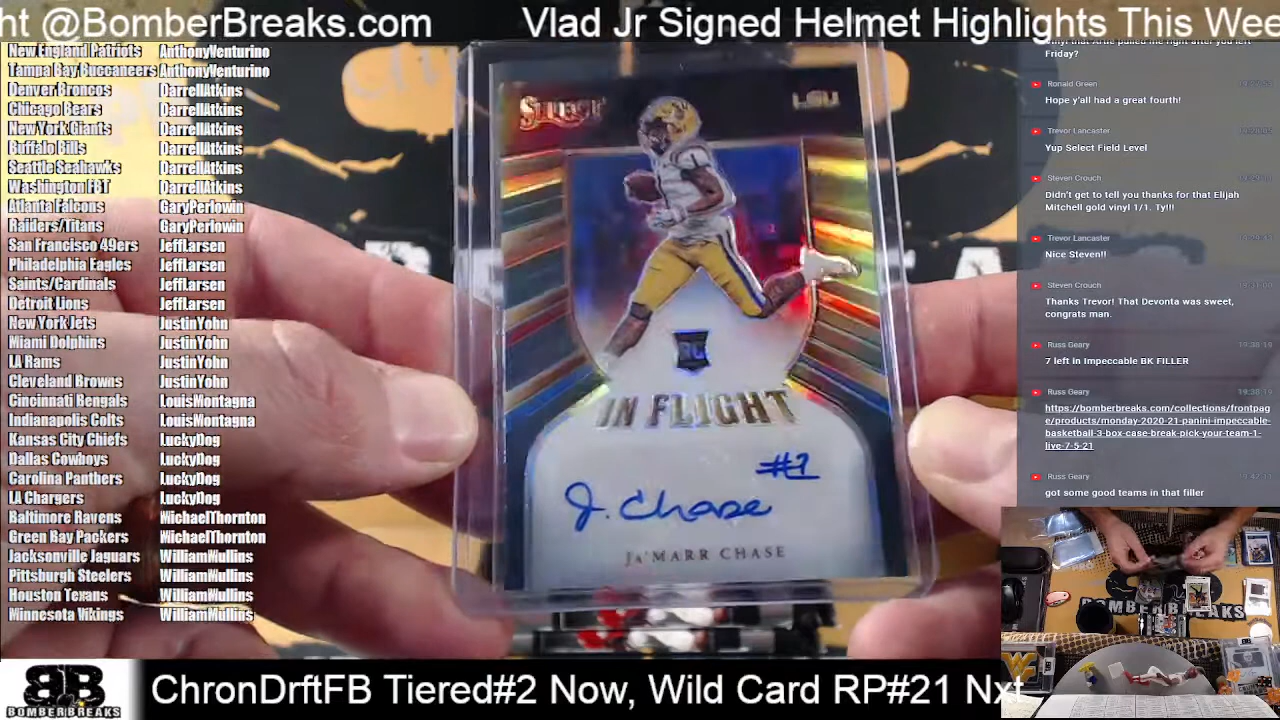 ht @BomberBreaks.com Vlad Jr Signed Helmet Highlights This Wee
New England Patriots AnthonyVenturino
Tampa Bay Buccaneers AnthonyVenturino
Denver Broncos DarrellAtkins
Chicago Bears DarrellAtkins
New York Giants DarrellAtkins
Buffalo Bills DarrellAtkins
Seattle Seahawks DarrellAtkins
Washington FBT DarrellAtkins
Atlanta Falcons GaryPerlowin
Raiders/Titans GaryPerlowin
San Francisco 49ers JeffLarsen
Philadelphia Eagles JeffLarsen
Saints/Cardinals JeffLarsen
Detroit Lions JeffLarsen
New York Jets JustinYohn
Miami Dolphins JustinYohn
LA Rams JustinYohn
Cleveland Browns JustinYohn
Cincinnati Bengals LouisMontagna
Indianapolis Colts LouisMontagna
Kansas City Chiefs LuckyDog
Dallas Cowboys LuckyDog
Carolina Panthers LuckyDog
LA Chargers LuckyDog
Baltimore Ravens MichaelThornton
Green Bay Packers MichaelThornton
Jacksonville Jaguars WilliamMullins
Pittsburgh Steelers WilliamMullins
Houston Texans WilliamMullins
Minnesota Vikings WilliamMullins
SELECT
LSU
IN FLIGHT
#1
J. Chase
JA'MARR CHASE
Friday?
Ronald Green
Hope y'all had a great fourth!
Trevor Lancaster
Yup Select Field Level
Steven Crouch
Didn't get to tell you thanks for that Elijah
Mitchell gold vinyl 1/1. Ty!!!
Trevor Lancaster
Nice Steven!!
Steven Crouch
Thanks Trevor! That Devonta was sweet,
congrats man.
Russ Geary 19:38:18
7 left in Impeccable BK FILLER
Russ Geary 19:38:19
https://bomberbreaks.com/collections/frontpag
e/products/monday-2020-21-panini-impeccable-
basketball-3-box-case-break-pick-your-team-1-
live-7-5-21
Russ Geary
got some good teams in that filler
BOMBERBREAKS
BB
BOMBERBREAKS
ChronDrftFB Tiered#2 Now, Wild Card RP#21 Nxt